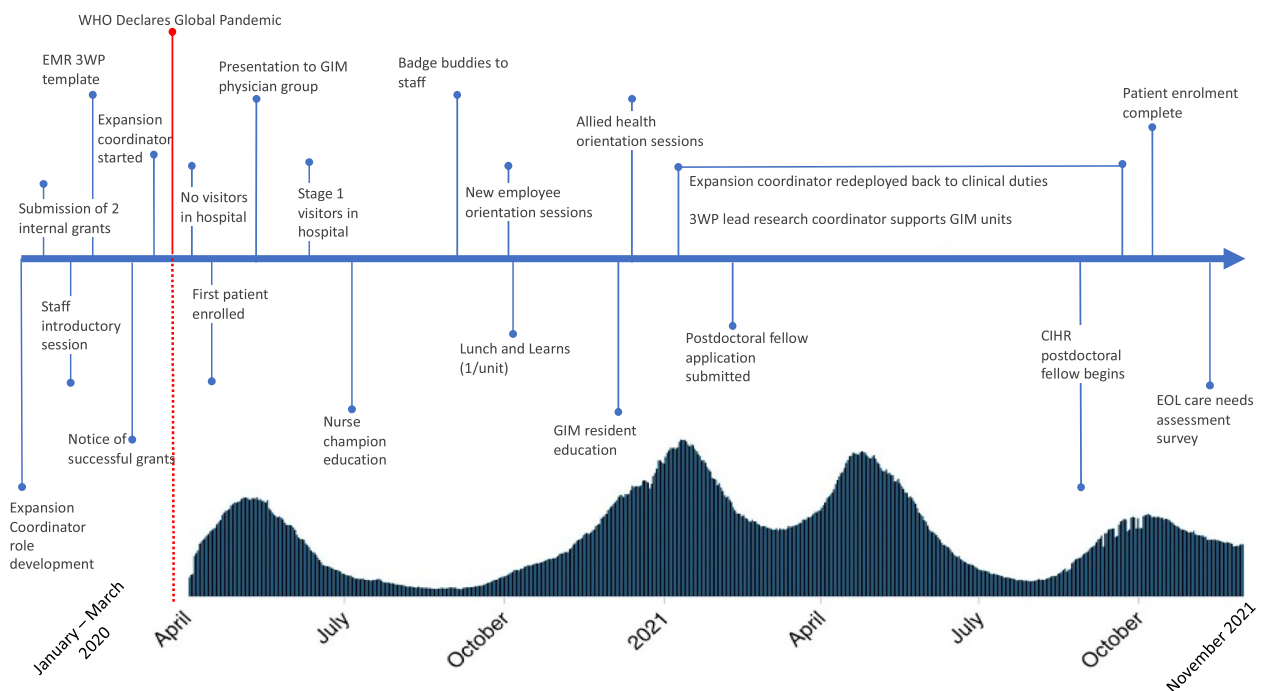 WHO Declares Global Pandemic
EMR 3WP
template
Presentation to GIM
physician group
Badge buddies to
staff
Patient enrolment
complete
Expansion
coordinator
started
Allied health
orientation sessions
Submission of 2
internal grants
No visitors
in hospital
Stage 1
visitors in
hospital
New employee
orientation sessions
Expansion coordinator redeployed back to clinical duties
3WP lead research coordinator supports GIM units
Staff
introductory
session
First patient
enrolled
Lunch and Learns
(1/unit)
Postdoctoral fellow
application
submitted
CIHR
postdoctoral
fellow begins
EOL care needs
assessment
survey
Notice of
successful grants
Nurse
champion
education
GIM resident
education
Expansion
Coordinator
role
development
January – March
2020
April
July
October
2021
April
July
October
November 2021